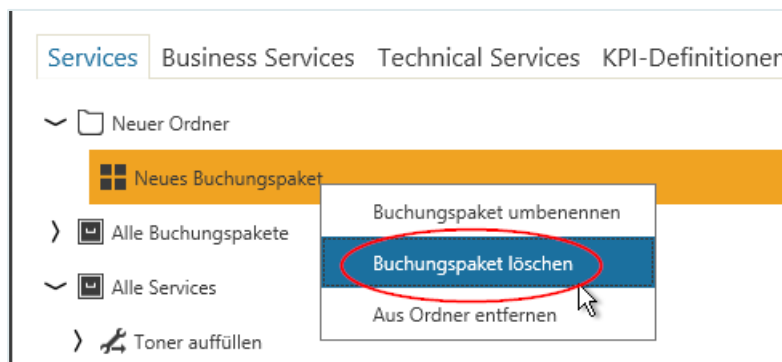 Services Business Services Technical Services KPI-Definitionen
Neuer Ordner
Neues Buchungspaket
Buchungspaket umbenennen
Alle Buchungspakete
Buchungspaket löschen
Alle Services
Aus Ordner entfernen
Toner auffüllen